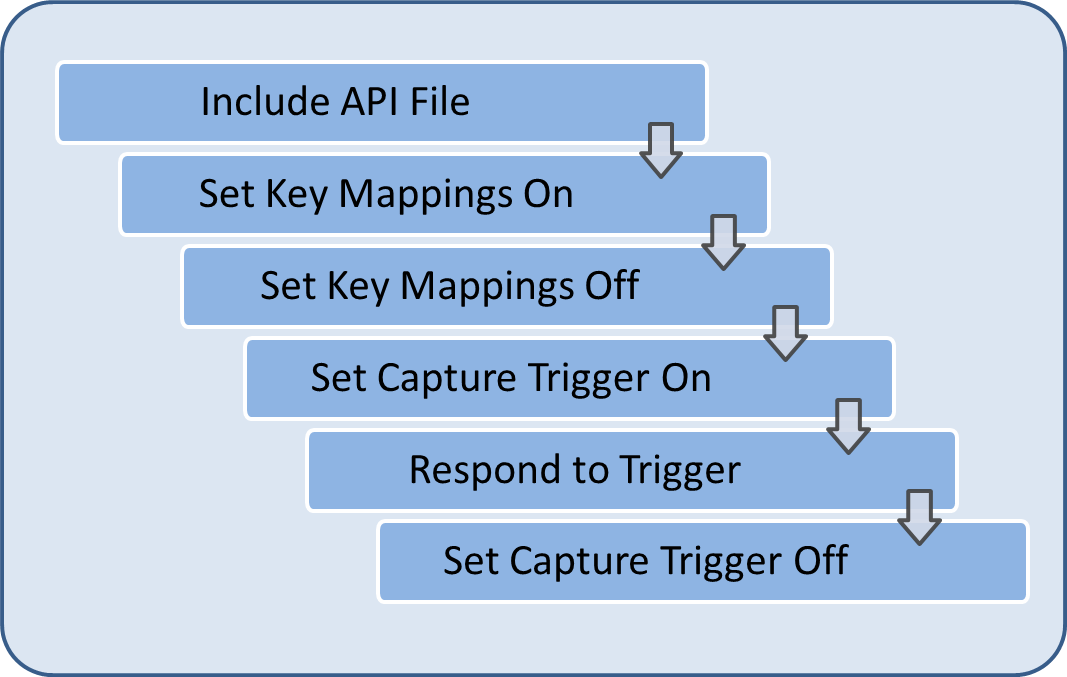 Include API File
Set Key Mappings On
Set Key Mappings Off
Set Capture Trigger On
Respond to Trigger
Set Capture Trigger Off